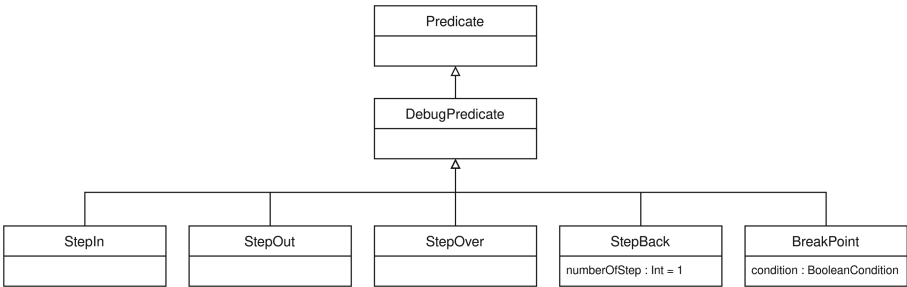 Predicate
DebugPredicate
StepIn
StepOut
StepOver
StepBack
BreakPoint
numberOfStep : Int = 1
condition : BooleanCondition